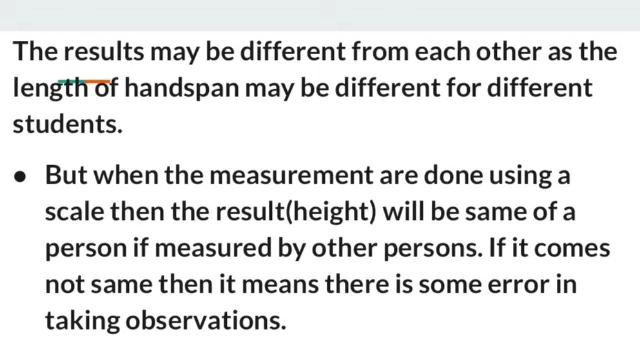 The results may be different from each other as the
length of handspan may be different for different
students.
● But when the measurement are done using a
scale then the result(height) will be same of a
person if measured by other persons. If it comes
not same then it means there is some error in
taking observations.